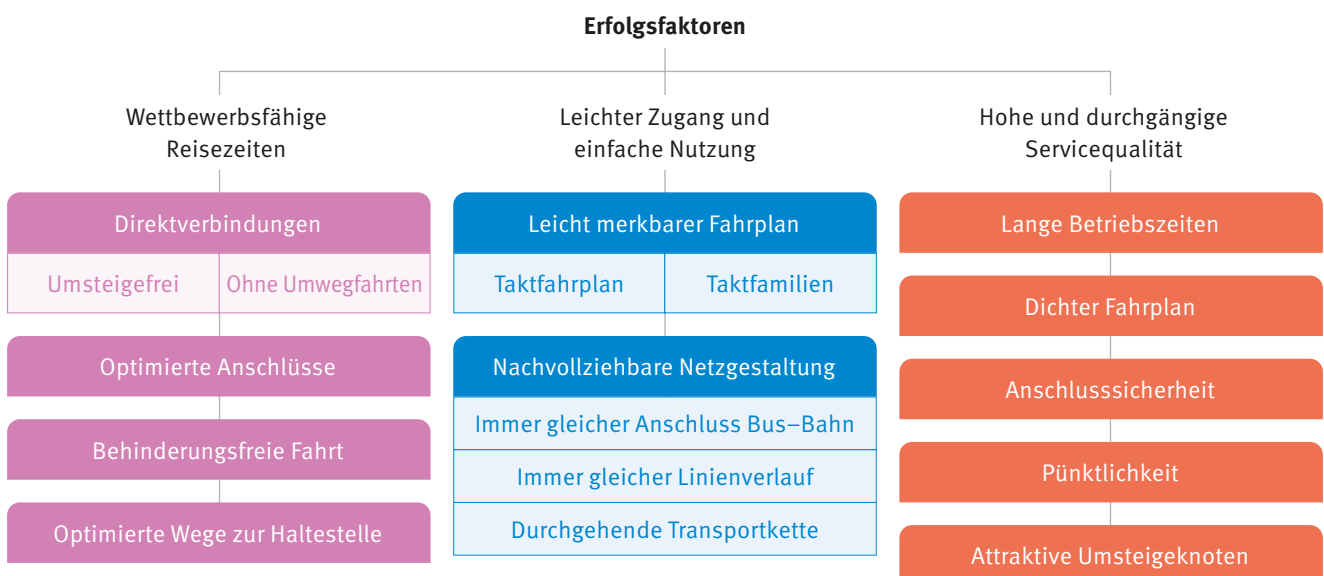 Erfolgsfaktoren
Wettbewerbsfähige
Reisezeiten
Direktverbindungen
Umsteigefrei
Ohne Umwegfahrten
Optimierte Anschlüsse
Behinderungsfreie Fahrt
Optimierte Wege zur Haltestelle
Leichter Zugang und
einfache Nutzung
Leicht merkbarer Fahrplan
Taktfahrplan
Taktfamilien
Nachvollziehbare Netzgestaltung
Immer gleicher Anschluss Bus–Bahn
Immer gleicher Linienverlauf
Durchgehende Transportkette
Hohe und durchgängige
Servicequalität
Lange Betriebszeiten
Dichter Fahrplan
Anschlusssicherheit
Pünktlichkeit
Attraktive Umsteigeknoten